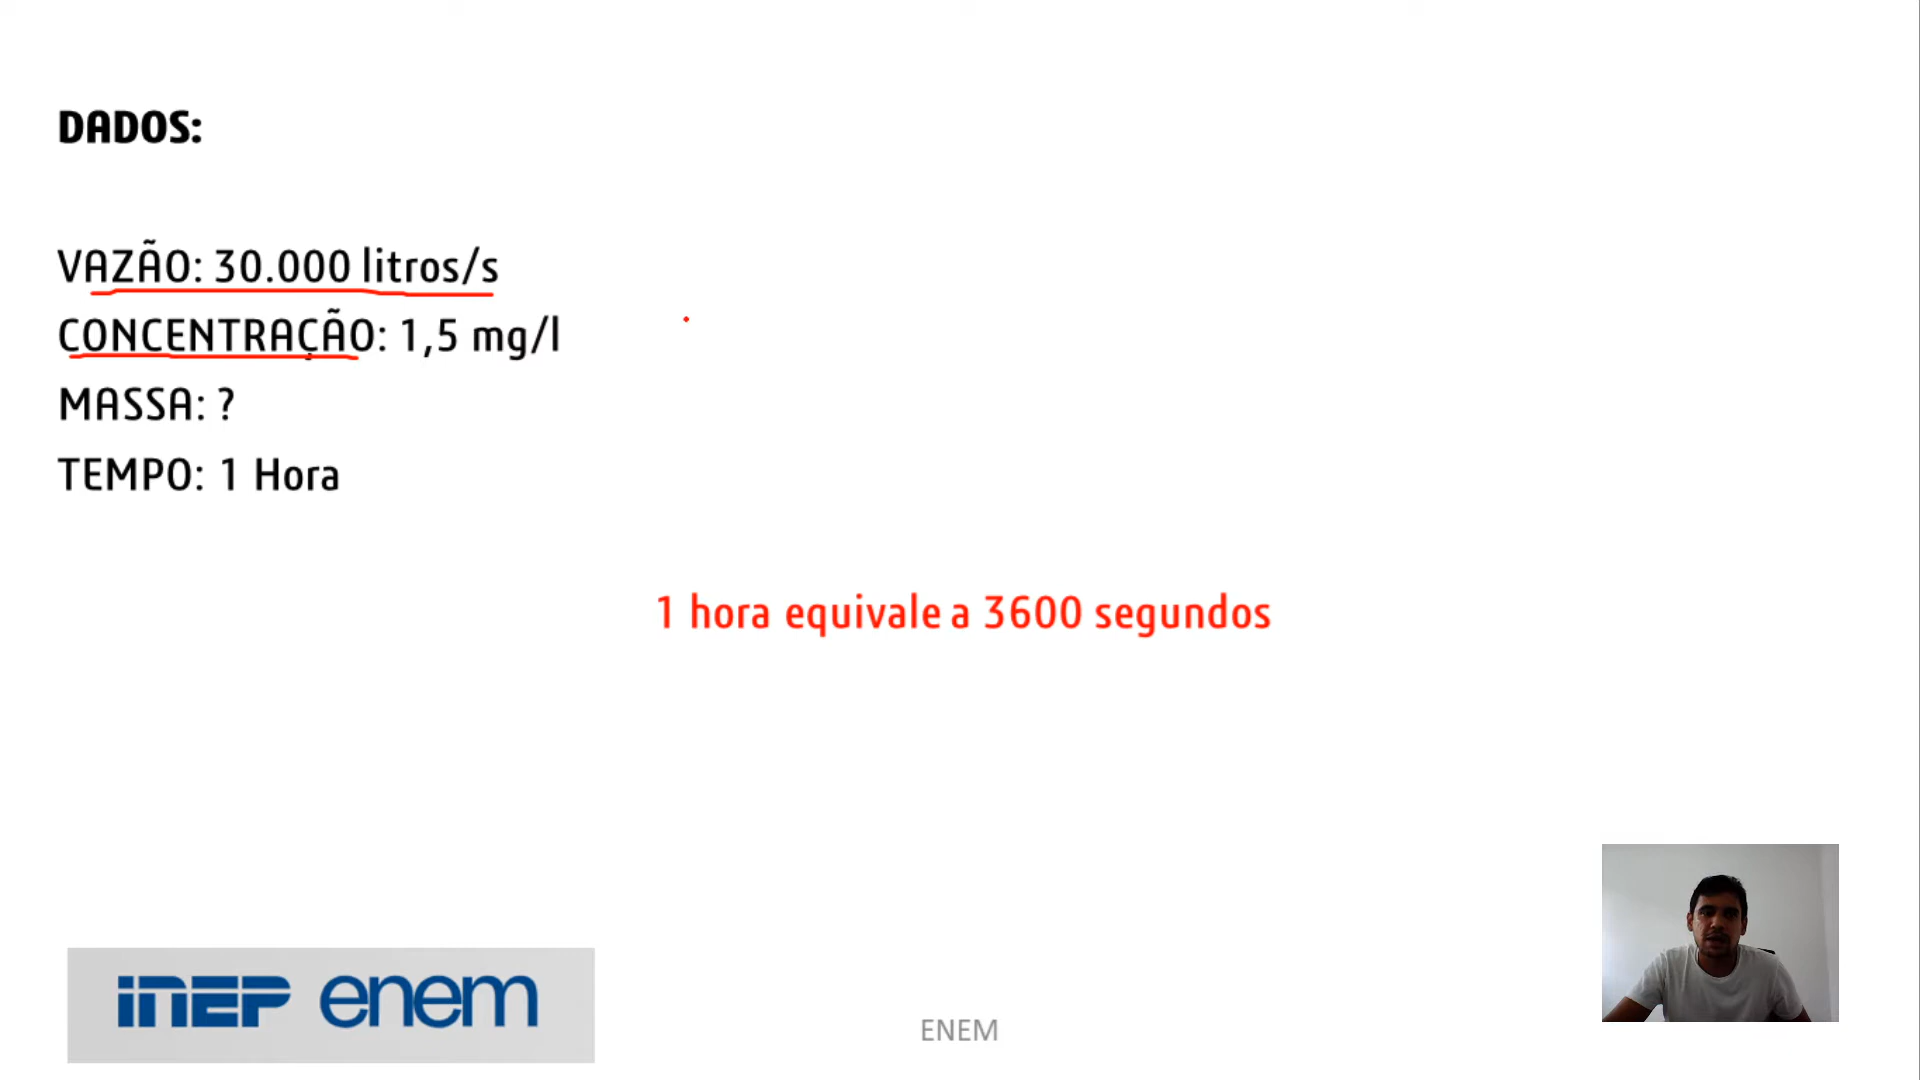 DADOS:
VAZÃO: 30.000 litros/s
CONCENTRAÇÃO: 1,5 mg/l
MASSA: ?
TEMPO: 1 Hora
1 hora equivale a 3600 segundos
INEP enem
ENEM